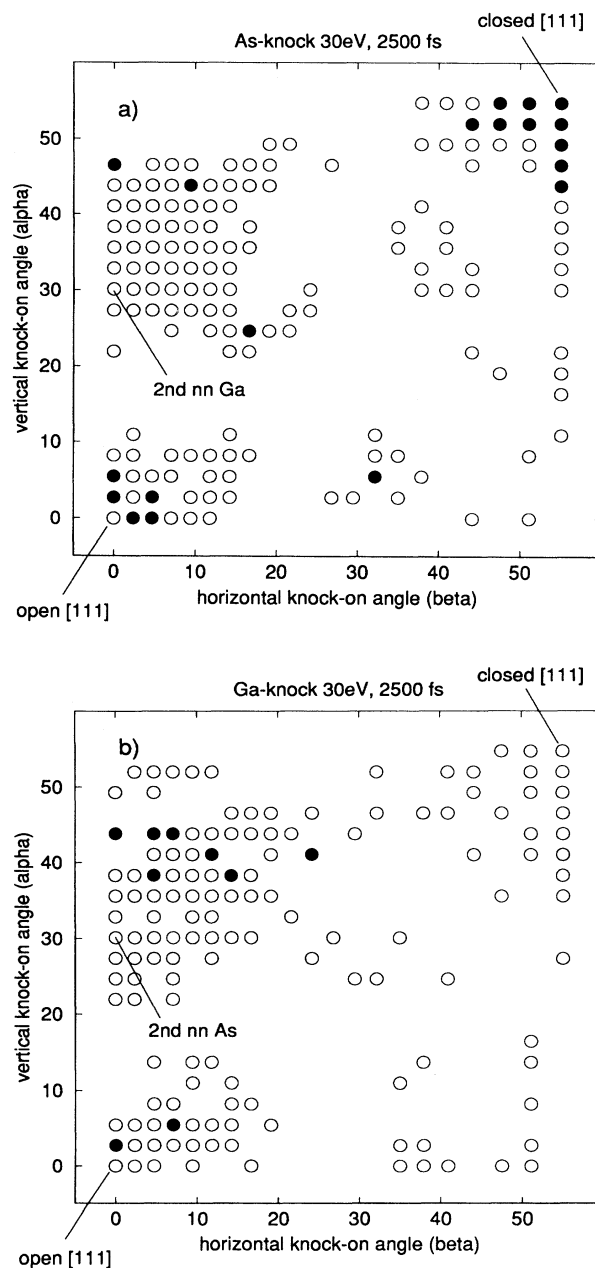 As-knock 30eV, 2500 fs
closed [111]
a)
50
40
30
20
10
0
vertical knock-on angle (alpha)
2nd nn Ga
0 10 20 30 40 50
open [111]
horizontal knock-on angle (beta)
Ga-knock 30eV, 2500 fs
closed [111]
b)
50
40
30
20
10
0
vertical knock-on angle (alpha)
2nd nn As
0 10 20 30 40 50
open [111]
horizontal knock-on angle (beta)